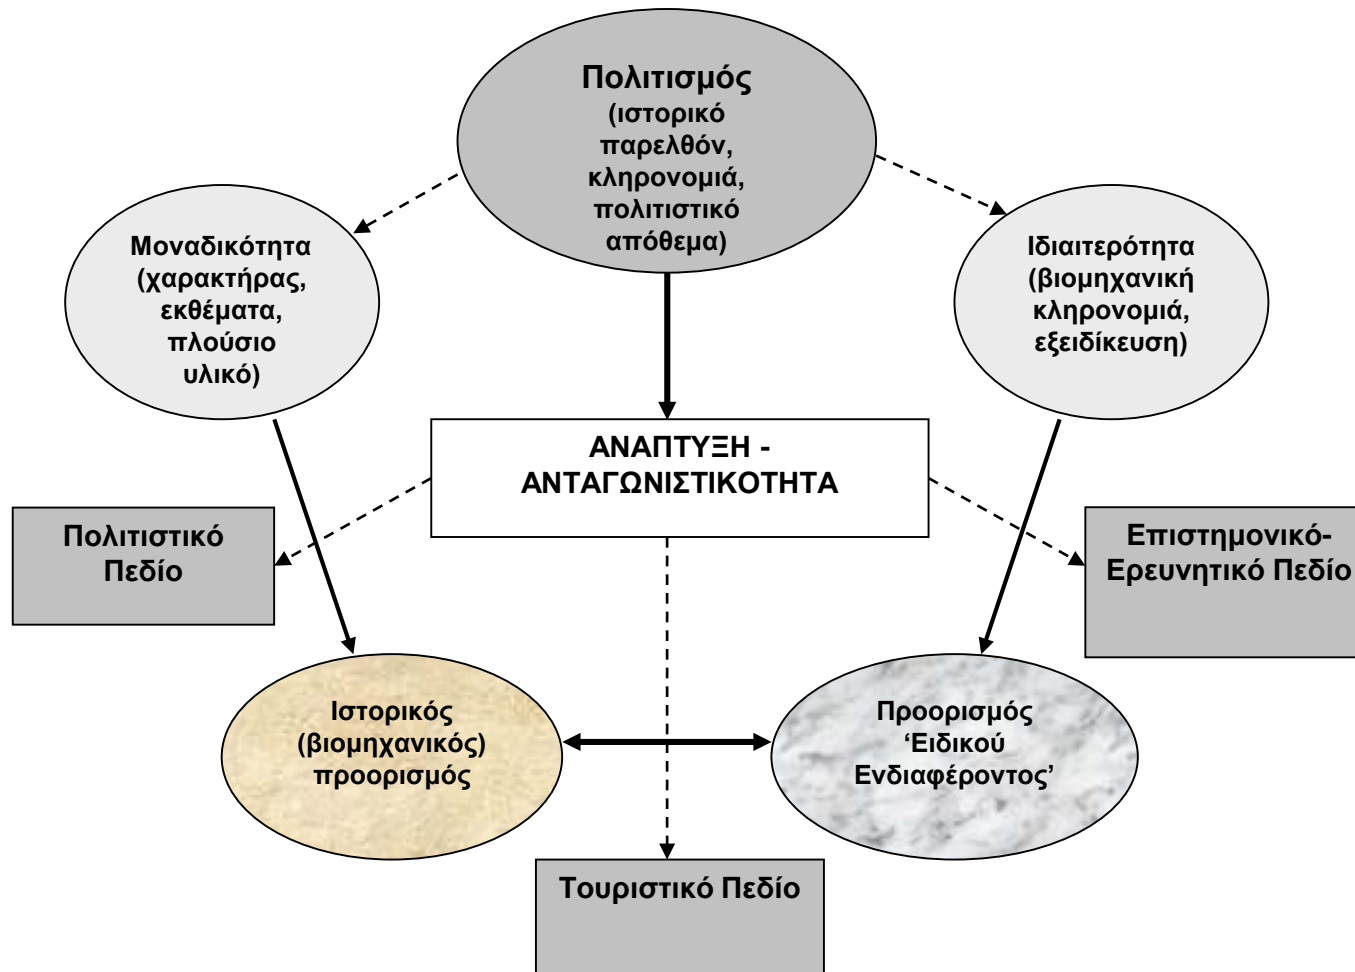 Πολιτισμός
(ιστορικό
παρελθόν,
κληρονομιά,
πολιτιστικό
απόθεμα)
Μοναδικότητα
(χαρακτήρας,
εκθέματα,
πλούσιο
υλικό)
Ιδιαιτερότητα
(βιομηχανική
κληρονομιά,
εξειδίκευση)
ΑΝΑΠΤΥΞΗ -
ΑΝΤΑΓΩΝΙΣΤΙΚΟΤΗΤΑ
Πολιτιστικό
Πεδίο
Επιστημονικό-
Ερευνητικό Πεδίο
Ιστορικός
(βιομηχανικός)
προορισμός
Προορισμός
‘Ειδικού
Ενδιαφέροντος’
Τουριστικό Πεδίο